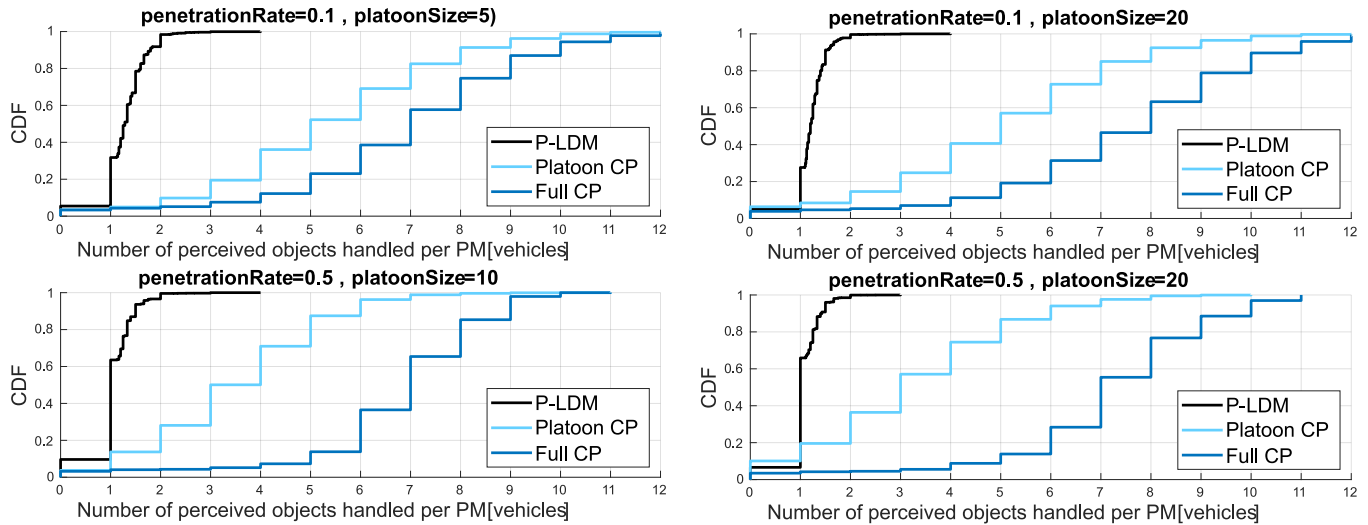 penetrationRate=0.1 , platoonSize=5)
CDF
1
0.8
0.6
0.4
0.2
0
P-LDM
Platoon CP
Full CP
0 1 2 3 4 5 6 7 8 9 10 11 12
Number of perceived objects handled per PM[vehicles]
penetrationRate=0.1 , platoonSize=20
CDF
1
0.8
0.6
0.4
0.2
0
P-LDM
Platoon CP
Full CP
0 1 2 3 4 5 6 7 8 9 10 11 12
Number of perceived objects handled per PM[vehicles]
penetrationRate=0.5 , platoonSize=10
CDF
1
0.8
0.6
0.4
0.2
0
P-LDM
Platoon CP
Full CP
0 1 2 3 4 5 6 7 8 9 10 11 12
Number of perceived objects handled per PM[vehicles]
penetrationRate=0.5 , platoonSize=20
CDF
1
0.8
0.6
0.4
0.2
0
P-LDM
Platoon CP
Full CP
0 1 2 3 4 5 6 7 8 9 10 11 12
Number of perceived objects handled per PM[vehicles]